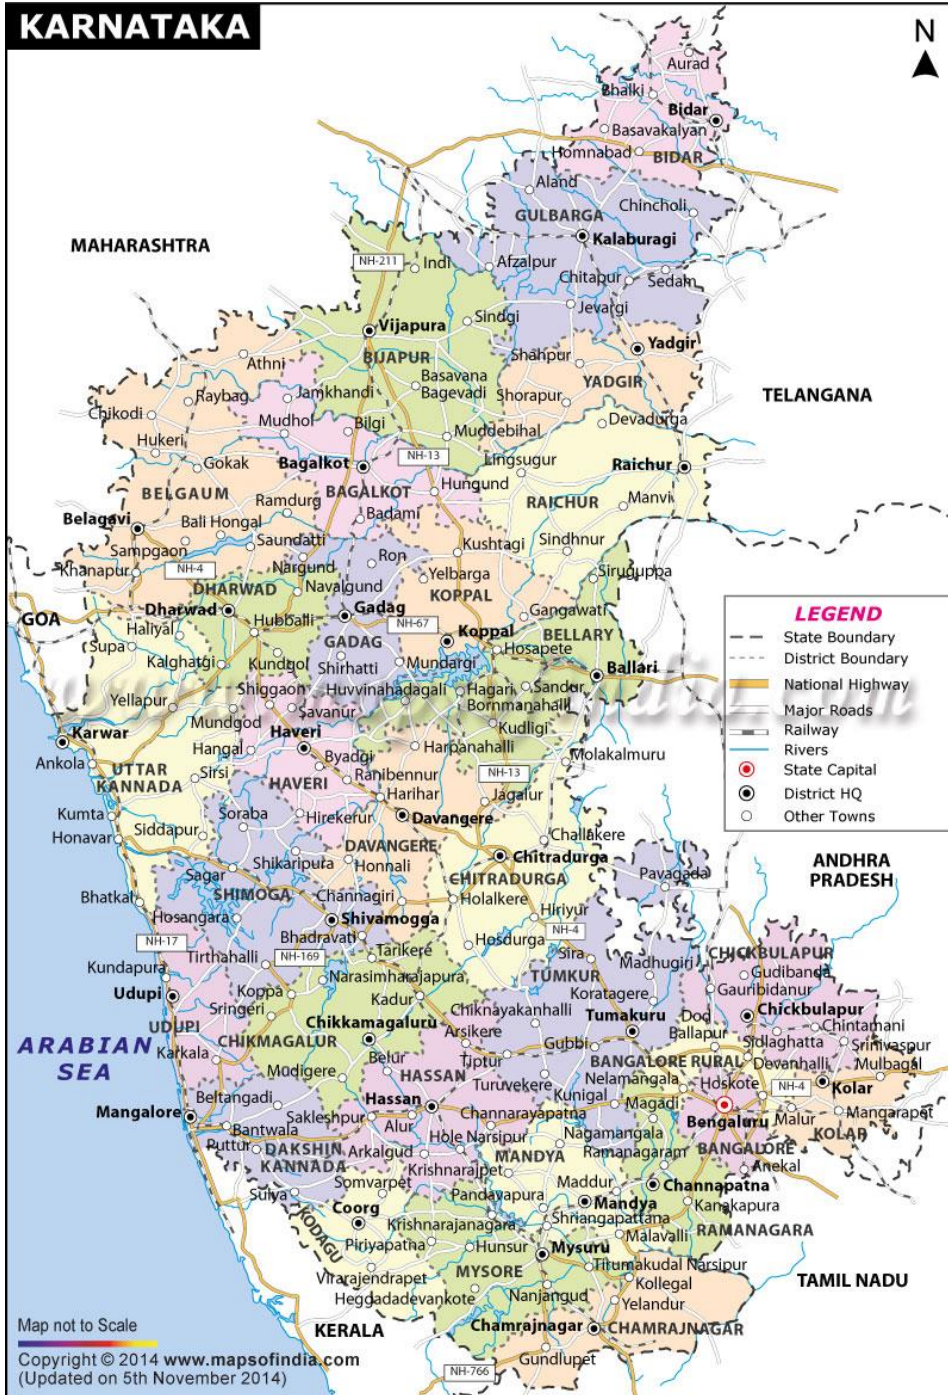 KARNATAKA
N
Aurad
Bhalki
Bidar
Basavakalyan
Homnabad
BIDAR
Aland
Chincholi
GULBARGA
Kalaburagi
MAHARASHTRA
NH-211
Indi
Afzalpur
Chitapur
Sedam
Jevargi
Sindgi
Vijapura
Yadgir
BIJAPUR
Shahpur
Athni
YADGIR
Basavana
Bagevadi
TELANGANA
Raybag
Jamkhandi
Shorapur
Chikodi
Mudhol
Bilgi
Devadurga
Hukeri
Muddebihal
NH-13
Gokak
Bagalkot
Lingsugur
Raichur
BELGAUM
BAGALKOT
Hungund
RAICHUR
Manvi
Ramdurg
Belagavi
Bali Hongal
Badami
Sampgaon
Saundatti
Kushtagi
Sindhnur
Khanapur
NH-4
Nargund
Ron
Navalgund
Yelbarga
Siruguppa
DHARWAD
KOPPAL
Dharwad
Gadag
Gangawati
GOA
Haliyal
Hubballi
NH-67
Koppal
BELLARY
Supa
GADAG
Hosapete
Kalghatgi
Kundgol
Shirhatti
Mundargi
Ballari
Shiggaon
Huvvinahadagali
Hagari
Sandur
Yellapur
Mundgod
Savanur
Bornmanahalli
Kudligi
Karwar
Haveri
Hangal
Harpanahalli
Ankola
Byadgi
Molakalmuru
UTTAR
KANNADA
Sirsi
Ranibennur
NH-13
HAVERI
Harihar
Jagalur
Kumta
Soraba
Hirekerur
Davangere
Honavar
Siddapur
Challakere
DAVANGERE
Shikaripura
Honnali
Chitradurga
Sagar
CHITRADURGA
SHIMOGA
Channagiri
Holalkere
Pavagada
Bhatkal
Hosangara
Shivamogga
Hiriyur
Bhadravati
Hosdurga
NH-4
NH-17
Tarikere
Tirthahalli
NH-169
Sira
CHICKBULAPUR
Kundapura
Narasimharajapura
TUMKUR
Madhugiri
Gudibanda
Udupi
Koppa
Kadur
Koratagere
Gauribidanur
Sringeri
Chiknayakanhalli
Chickbulapur
UDUPI
Chikkamagaluru
Tumakuru
Dod
Ballapur
Chintamani
CHIKMAGALUR
Arsikere
Gubbi
Sidlaghatta
Srinivaspur
Karkala
Belur
Tiptur
BANGALORE RURAL
Devanhalli
Mulbagal
Mudigere
HASSAN
Turuvekere
Nelamangala
Hoskote
NH-4
Kolar
Beltangadi
Hassan
Kunigal
Magadi
Mangalore
Sakleshpur
Channarayapatna
Bengaluru
Malur
Mangarapet
Bantwala
Alur
Hole Narsipur
Nagamangala
KOLAR
Puttur
DAKSHIN
KANNADA
Arkalgud
MANDYA
Ramanagaram
BANGALORE
Krishnarajpet
Anekal
Sulya
Somvarpet
Pandavapura
Maddur
Channapatna
Coorg
Mandya
Kanakapura
KODAGU
Krishnarajanagara
Shriangapattana
RAMANAGARA
Piriyapatna
Hunsur
Mysuru
Malavalli
Virarajendrapet
MYSORE
Tirumakudal Narsipur
Heggadadevankote
Nanjangud
Kollegal
Yelandur
Chamrajnagar
CHAMRAJNAGAR
Gundlupet
NH-766
LEGEND
State Boundary
District Boundary
National Highway
Major Roads
Railway
Rivers
State Capital
District HQ
Other Towns
ANDHRA
PRADESH
ARABIAN
SEA
TAMIL NADU
KERALA
Map not to Scale
Copyright © 2014 www.mapsofindia.com
(Updated on 5th November 2014)